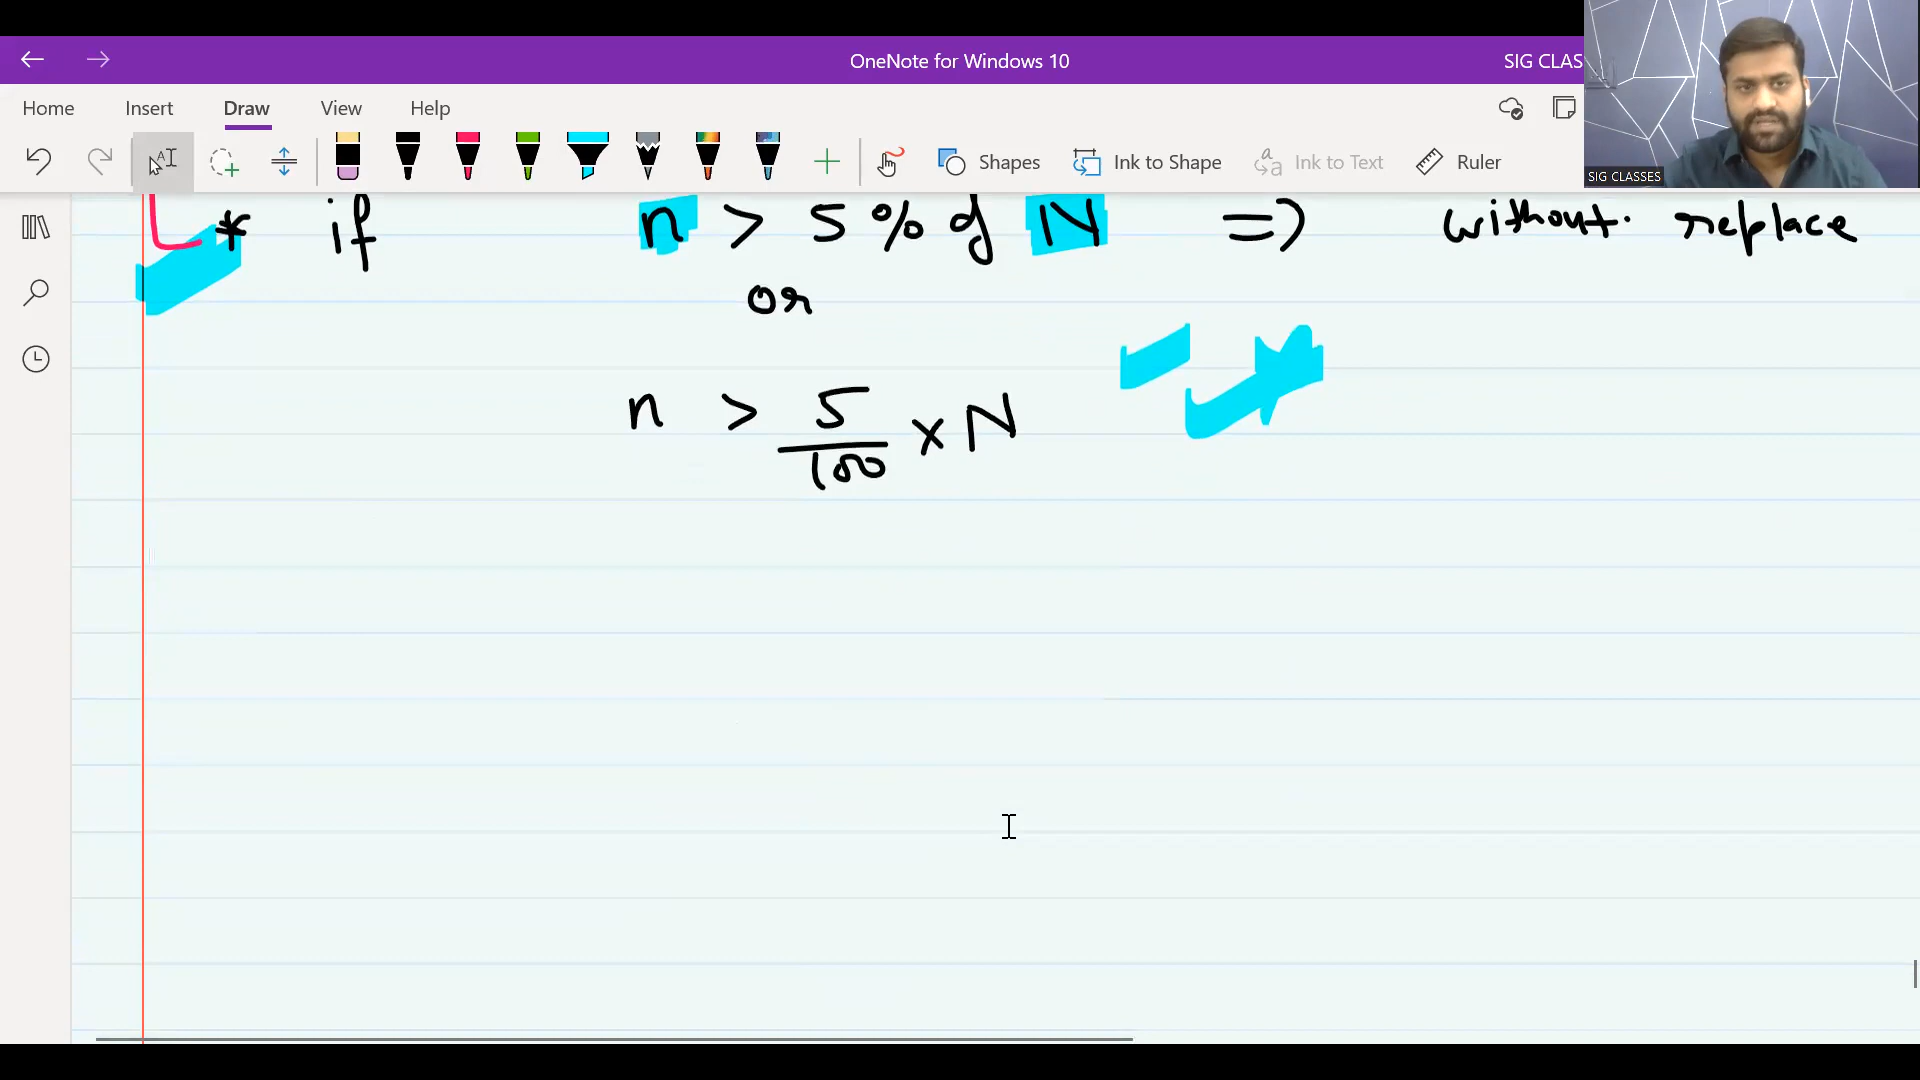 OneNote for Windows 10
SIG CLAS
Home Insert Draw View Help
Shapes Ink to Shape Ink to Text Ruler
SIG CLASSES
* if n > 5 % of N => without replace
or
n > 5/100 x N